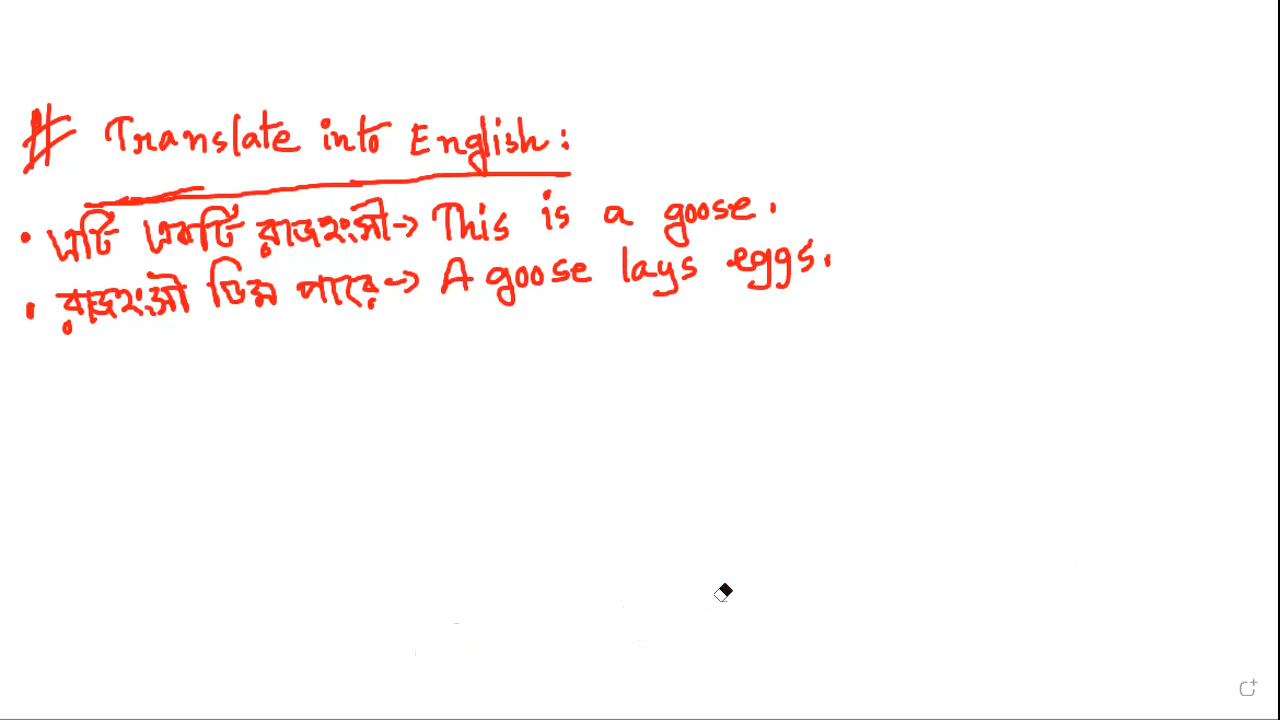 # Translate into English:
• এটি একটি রাজহংসী → This is a goose.
• রাজহংসী ডিম্ব পারে → A goose lays eggs.